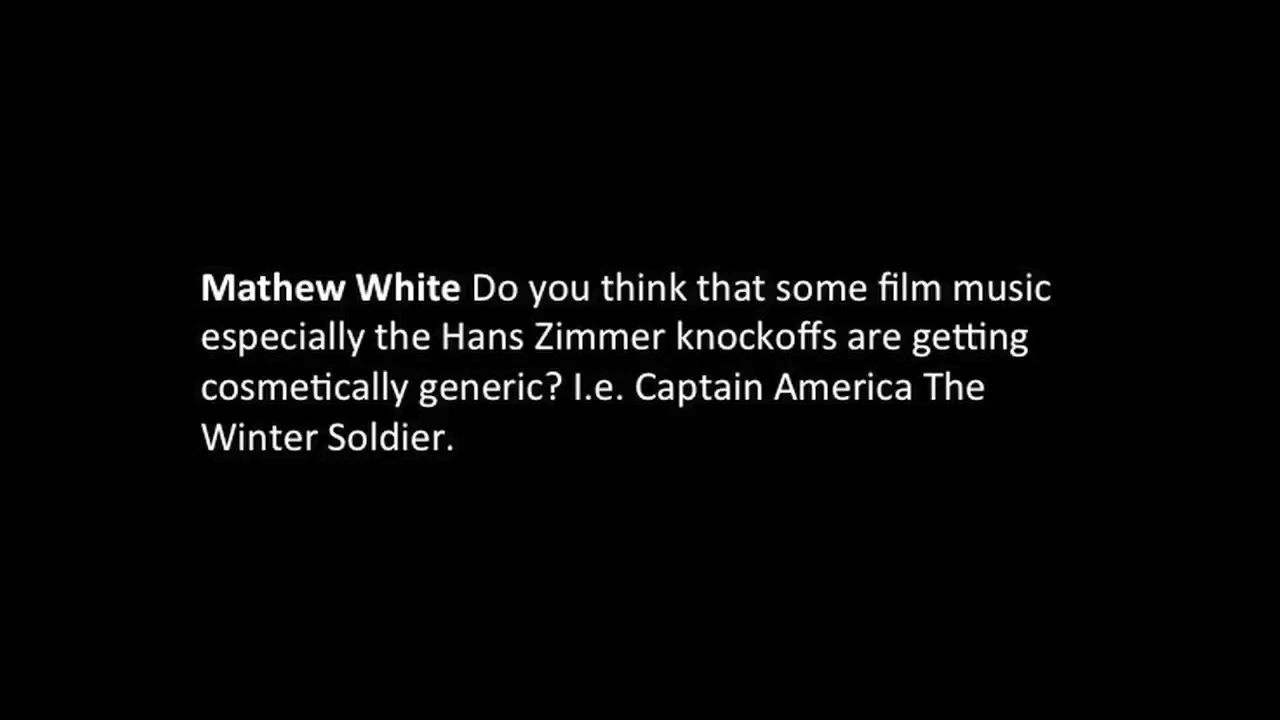 Mathew White Do you think that some film music
especially the Hans Zimmer knockoffs are getting
cosmetically generic? I.e. Captain America The
Winter Soldier.